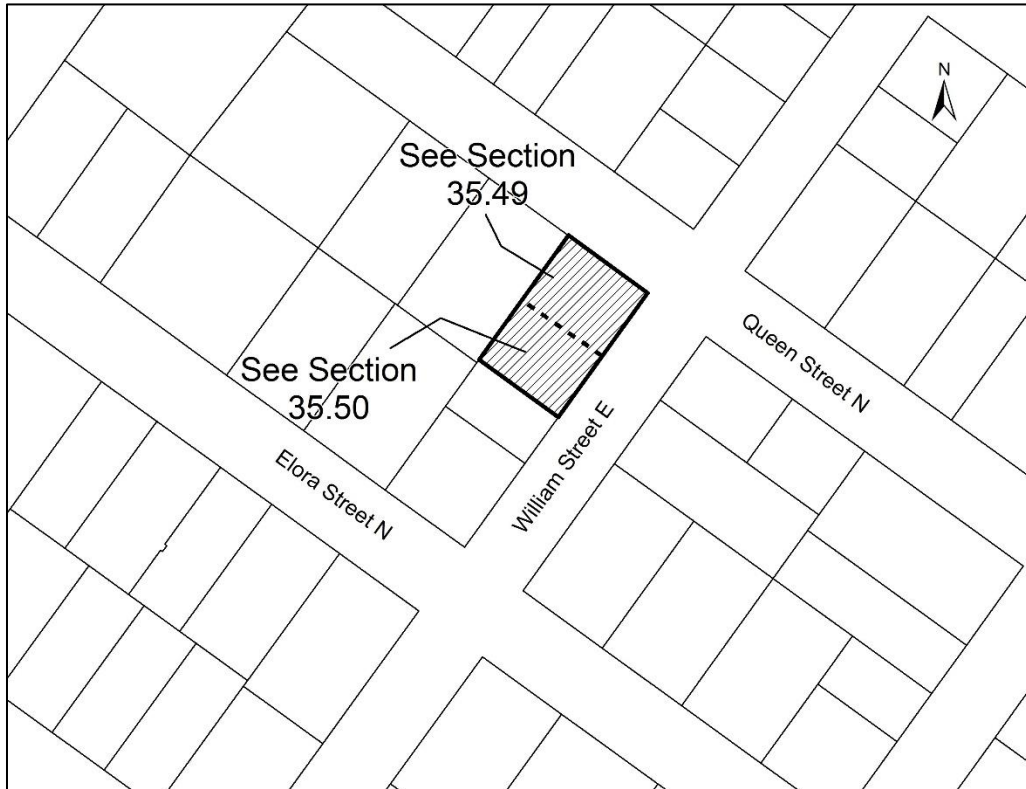 N
See Section
35.49
Queen Street N
See Section
35.50
William Street E
Elora Street N